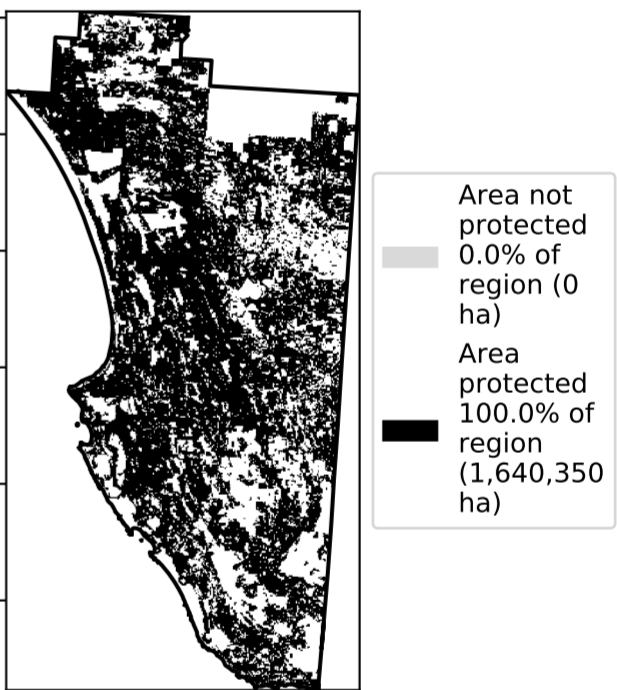 Area not
protected
0.0% of
region (0
ha)
Area
protected
100.0% of
region
(1,640,350
ha)